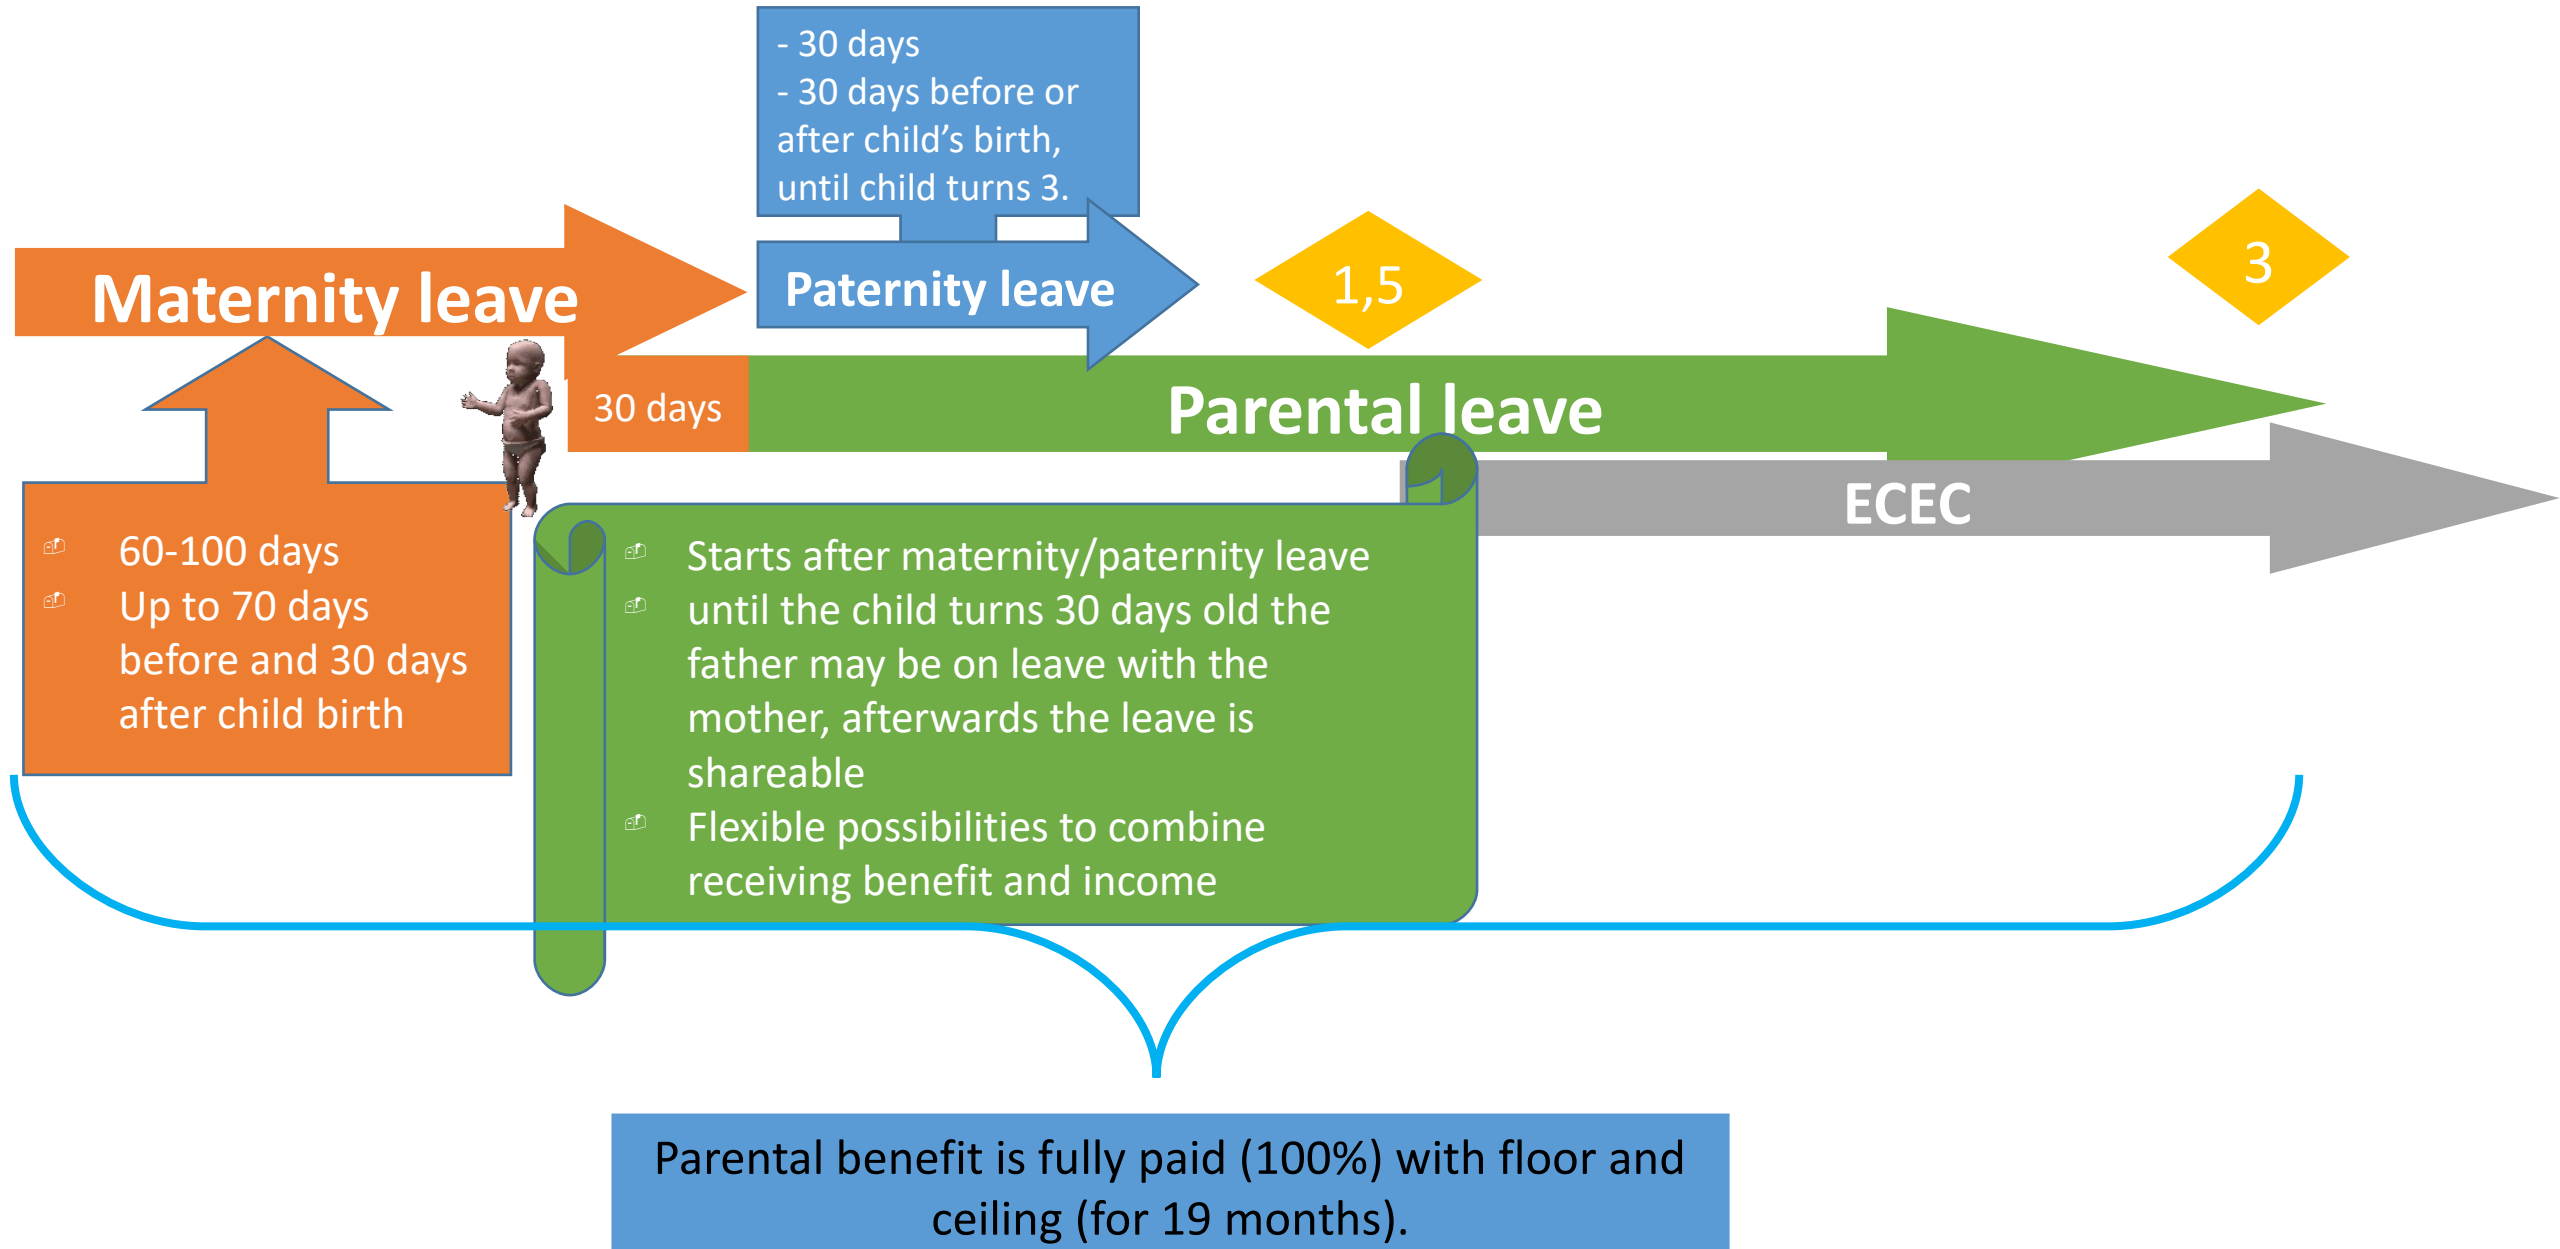 - 30 days
- 30 days before or
after child’s birth,
until child turns 3.
Maternity leave
Paternity leave
1,5
3
30 days
Parental leave
ECEC
60-100 days
Up to 70 days
before and 30 days
after child birth
Starts after maternity/paternity leave
until the child turns 30 days old the
father may be on leave with the
mother, afterwards the leave is
shareable
Flexible possibilities to combine
receiving benefit and income
Parental benefit is fully paid (100%) with floor and
ceiling (for 19 months).